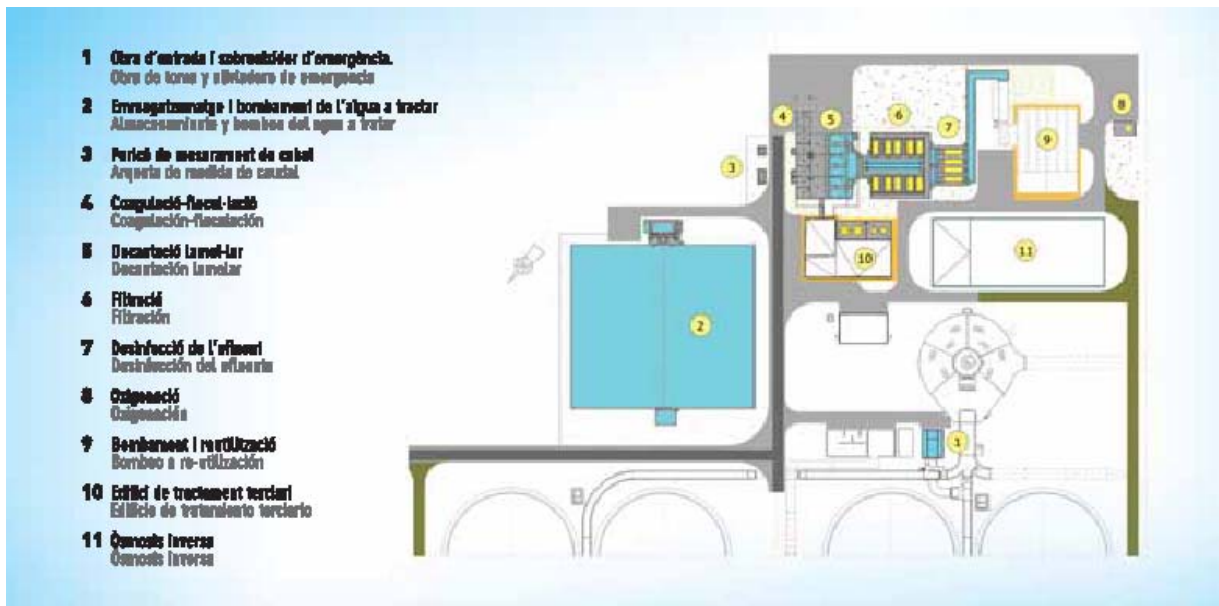 1 Obra d'entrada i sobreeixidor d'emergència.
Obra de toma y aliviadero de emergencia
2 Emmagatzematge i bombament de l'aigua a tractar
Almacenamiento y bombeo del agua a tratar
3 Pericó de mesurament de cabal
Arqueta de medida de caudal
4 Coagulació-flocul·lació
Coagulación-floculación
5 Decantació lamel·lar
Decantación lamelar
6 Filtració
Filtración
7 Desinfecció de l'efluent
Desinfección del efluente
8 Oxigenació
Oxigenación
9 Bombament i reutilització
Bombeo a re-utilización
10 Edifici de tractament terciari
Edificio de tratamiento terciario
11 Òsmosis inversa
Ósmosis inversa
4
5
6
7
8
9
3
10
11
2
1